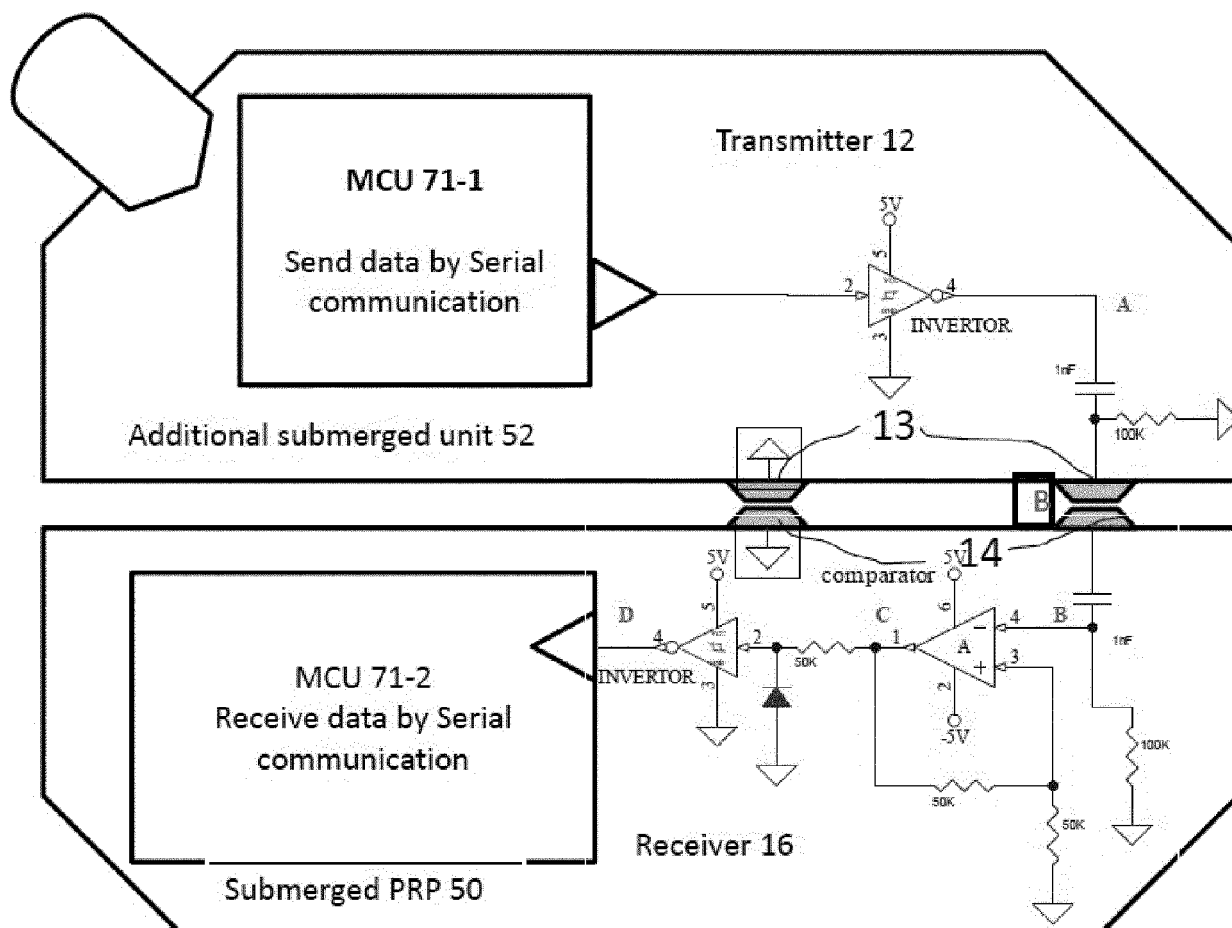 Transmitter 12
MCU 71-1
Send data by Serial
communication
5V
5
2
4
3
INVERTOR
A
1nF
100K
Additional submerged unit 52
13
B
14
comparator
5V
5V
D
5
4
2
3
INVERTOR
50K
C
1
6
A
4
3
2
-5V
B
1nF
100K
50K
50K
MCU 71-2
Receive data by Serial
communication
Receiver 16
Submerged PRP 50